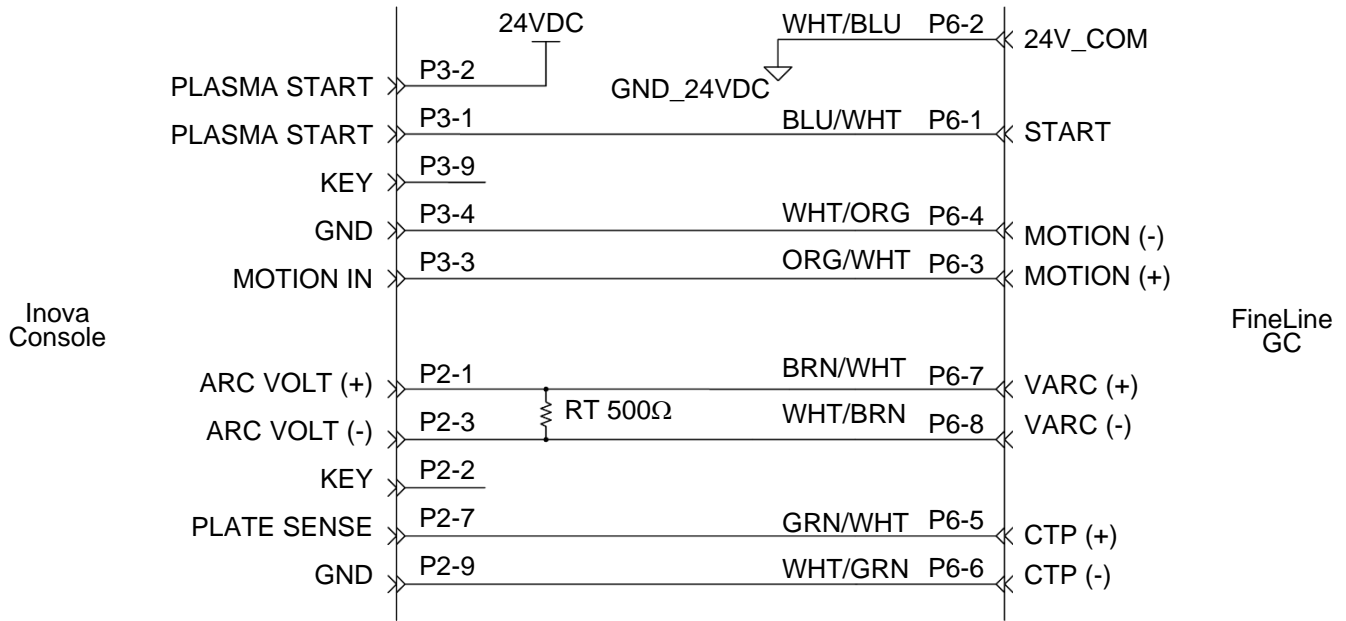 24VDC
WHT/BLU P6-2 24V_COM
PLASMA START P3-2 GND_24VDC
PLASMA START P3-1 BLU/WHT P6-1 START
KEY P3-9
GND P3-4 WHT/ORG P6-4 MOTION (-)
MOTION IN P3-3 ORG/WHT P6-3 MOTION (+)
Inova
Console
FineLine
GC
ARC VOLT (+) P2-1 BRN/WHT P6-7 VARC (+)
RT 500Ω
ARC VOLT (-) P2-3 WHT/BRN P6-8 VARC (-)
KEY P2-2
PLATE SENSE P2-7 GRN/WHT P6-5 CTP (+)
GND P2-9 WHT/GRN P6-6 CTP (-)